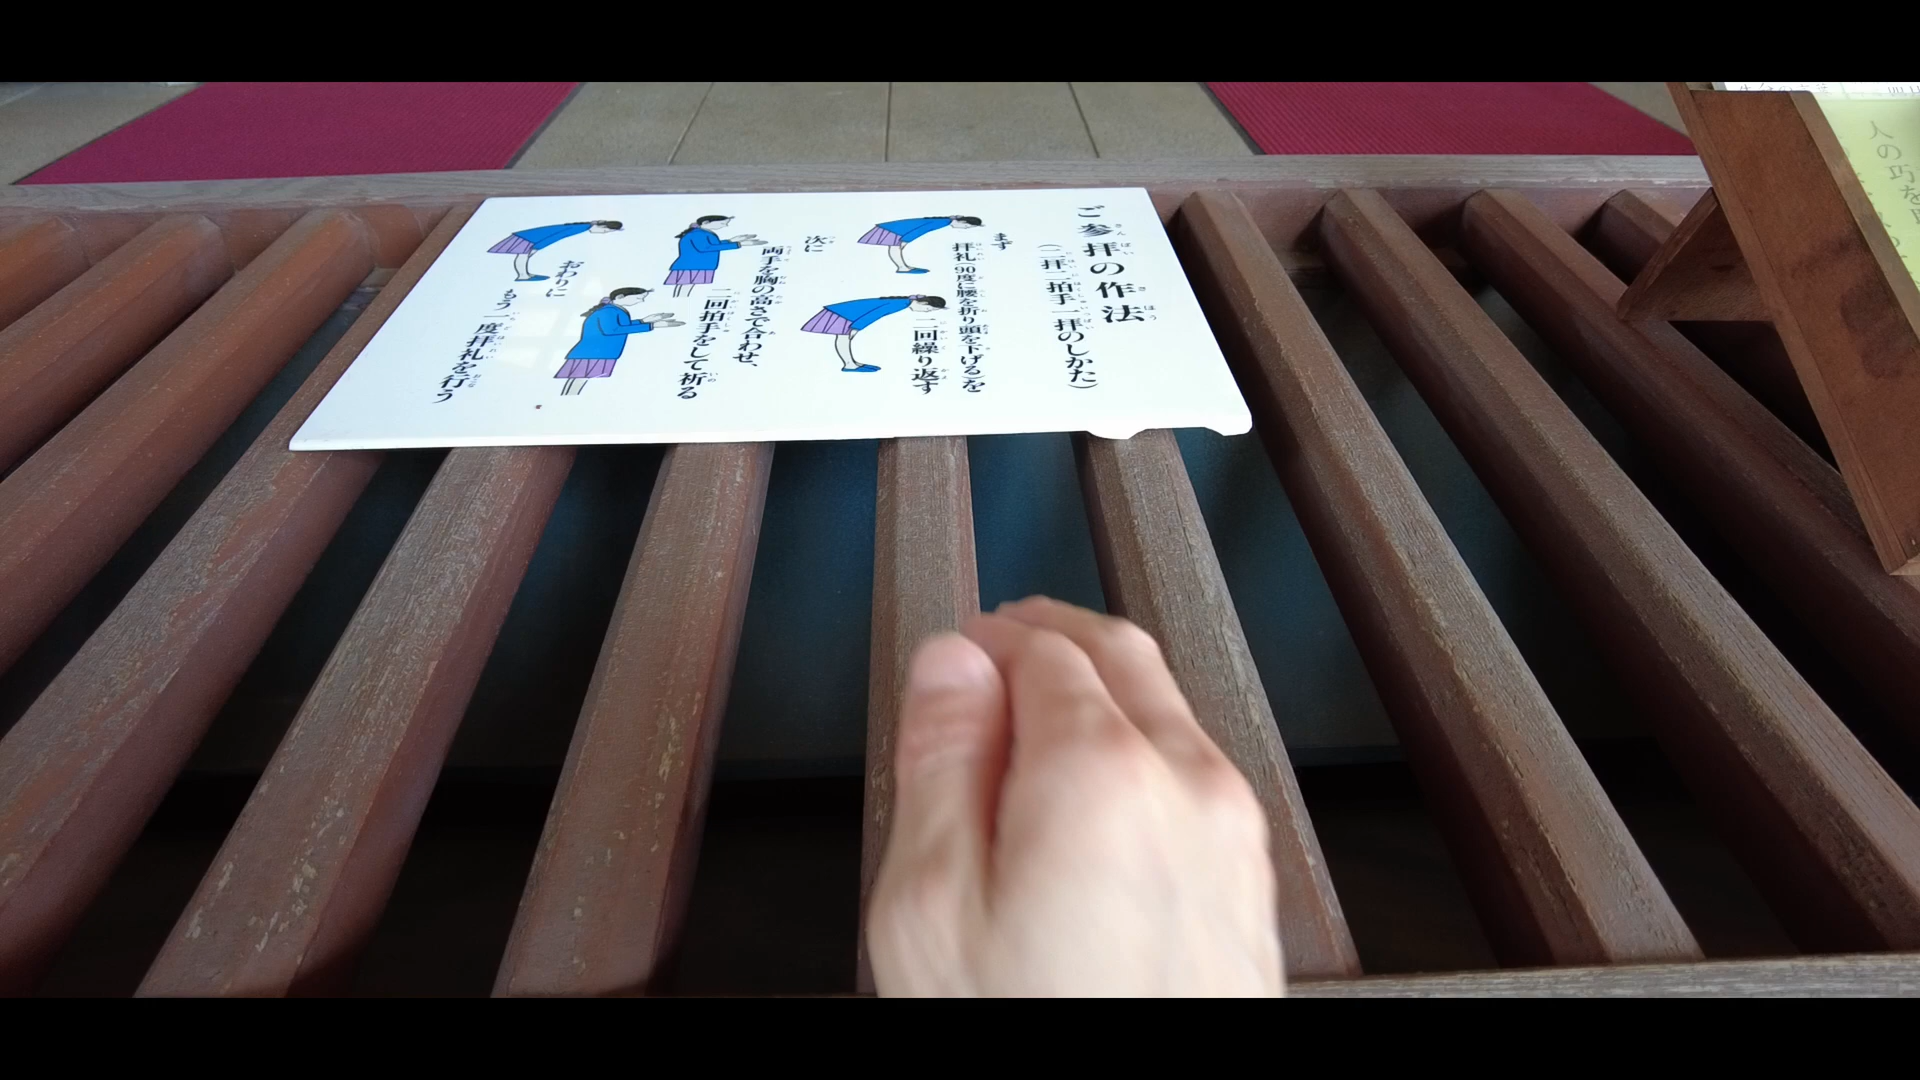 ご参拝の作法
(二拝二拍手一拝のしかた)
まず
拝礼(90度に腰を折り頭を下げる)を
二回繰り返す
次に
両手を胸の高さで合わせ、
二回拍手をして祈る
おわりに
もう一度拝礼を行う
人の巧を